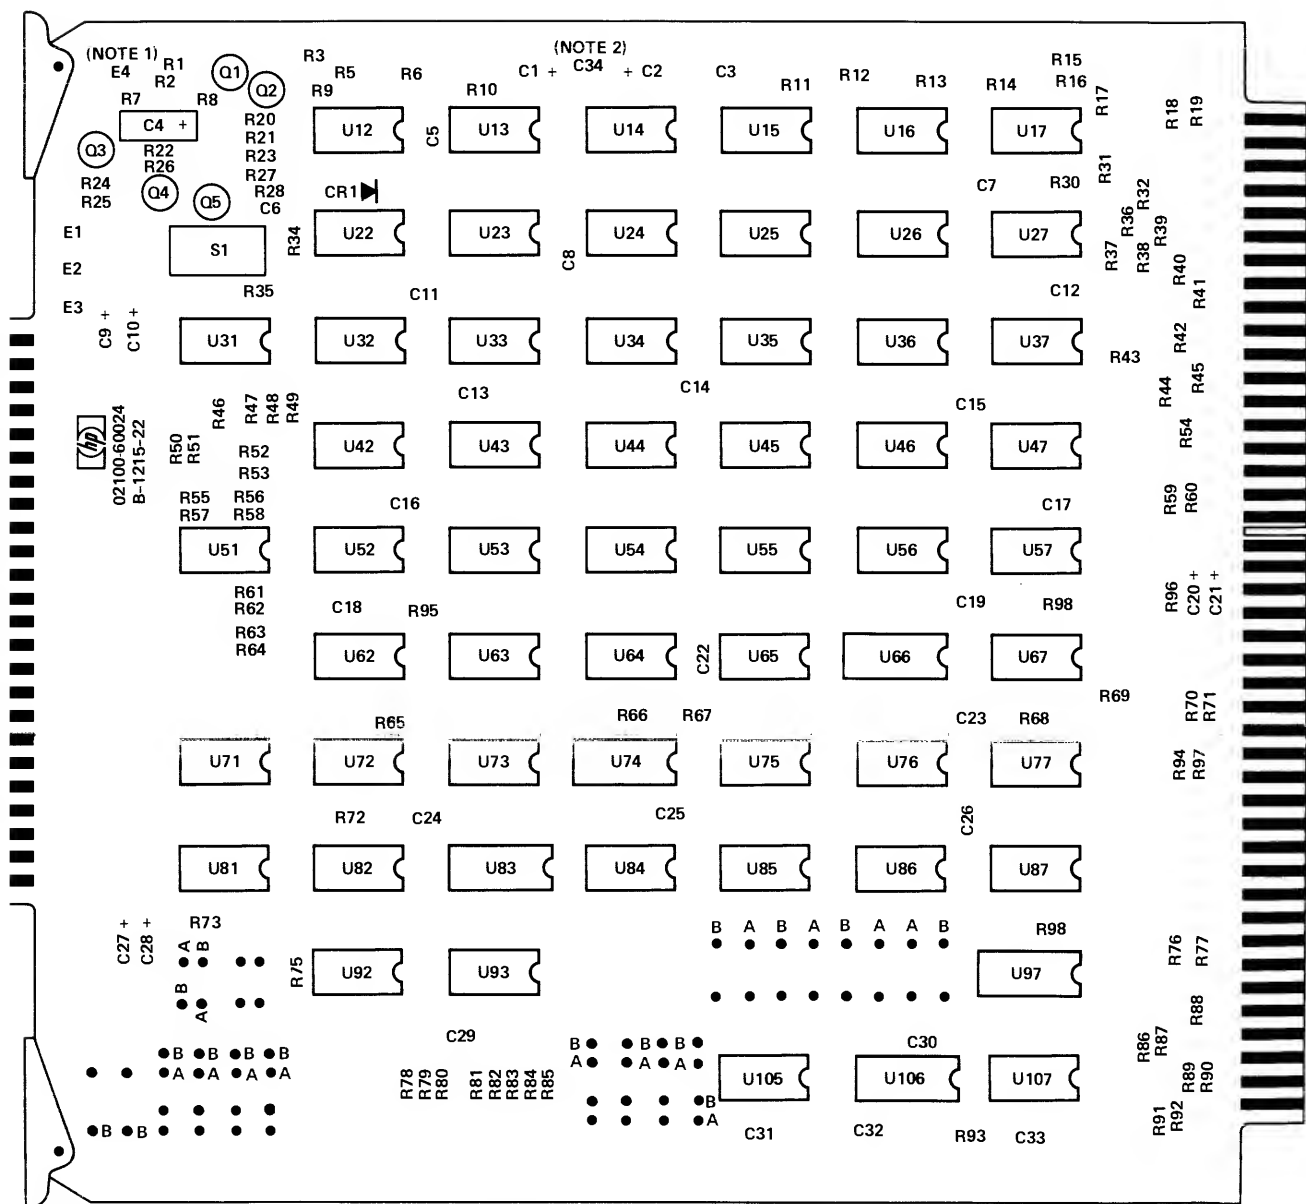 (NOTE 1)
(NOTE 2)
E4 R1 R2 Q1 Q2 R3 R5 R6 R9 R10 C1 + C34 + C2 C3 R11 R12 R13 R14 R15 R16
R7 R8 R17 R18 R19
C4 +
Q3 R20 R21 R22 R23 R26 R27 R28 C6
U12 C5 U13 U14 U15 U16 U17
R24 R25 Q4 Q5 CR1 C7 R30 R31 R32
E1 S1 R34 U22 U23 C8 U24 U25 U26 U27 R36 R37 R38 R39
E2 R35 C11 C12 R40 R41
E3 C9 + C10 + U31 U32 U33 U34 U35 U36 U37 R42 R43
R46 R47 R48 R49 C13 C14 C15 R44 R45
hp
02100-60024
B-1215-22
R50 R51 R52 R53 U42 U43 U44 U45 U46 U47 R54
R55 R56 C16 C17 R59 R60
R57 R58
U51 U52 U53 U54 U55 U56 U57
R61 R62 C18 R95 C19 R98 R96 C20 + C21 +
R63 R64 U62 U63 U64 C22 U65 U66 U67
R65 R66 R67 C23 R68 R69 R70 R71
U71 U72 U73 U74 U75 U76 U77 R94 R97
R72 C24 C25 C26
U81 U82 U83 U84 U85 U86 U87
C27 + C28 + R73
B A B A B A A B
R98
A B
R75 U92 U93 U97 R76 R77
B A
C29 R88
B B B B
A A A A
B B B
A A A
C30 R86 R87
R78 R79 R80 R81 R82 R83 R84 R85
U105 U106 U107 R89 R90
B B
B
A
C31 C32 R93 C33 R91 R92